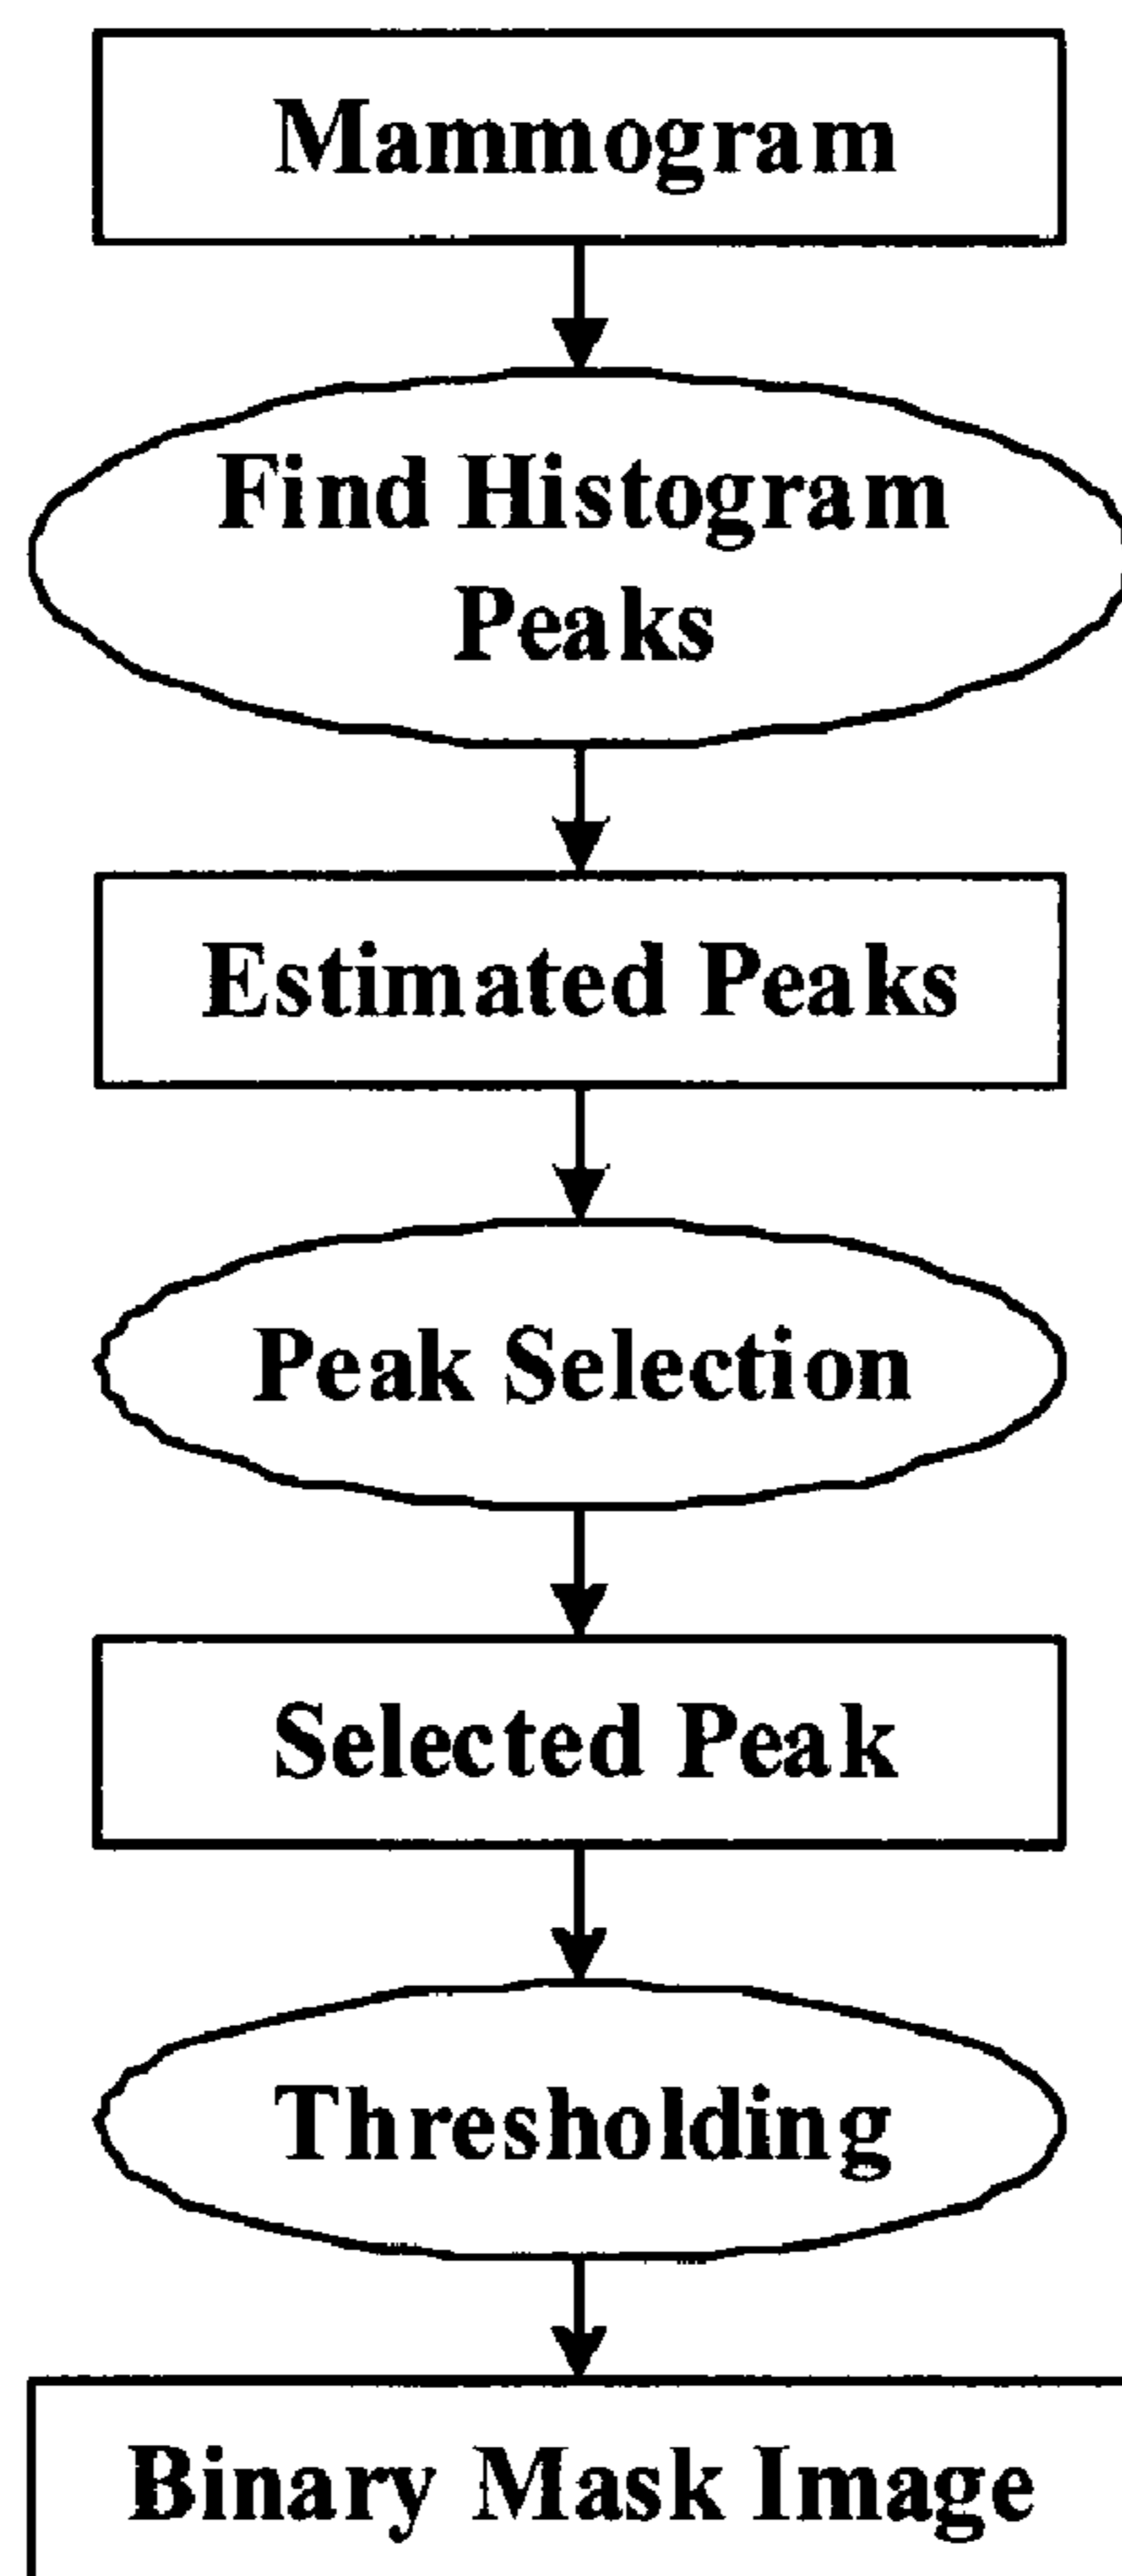 Mammogram
Find Histogram
Peaks
Estimated Peaks
Peak Selection
Selected Peak
Thresholding
Binary Mask Image